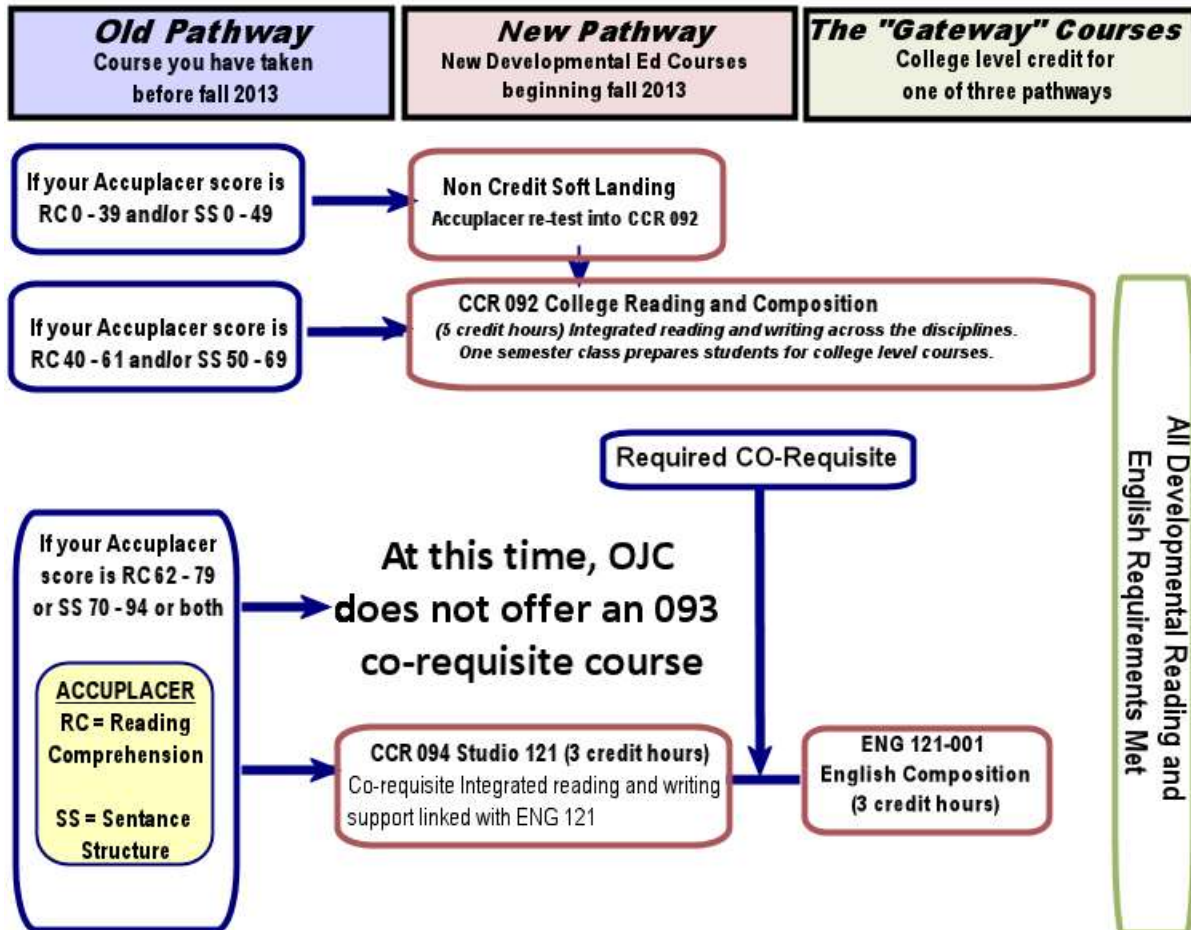 Old Pathway
Course you have taken
before fall 2013
New Pathway
New Developmental Ed Courses
beginning fall 2013
The "Gateway" Courses
College level credit for
one of three pathways
If your Accuplacer score is
RC 0 - 39 and/or SS 0 - 49
Non Credit Soft Landing
Accuplacer re-test into CCR 092
If your Accuplacer score is
RC 40 - 61 and/or SS 50 - 69
CCR 092 College Reading and Composition
(5 credit hours) Integrated reading and writing across the disciplines.
One semester class prepares students for college level courses.
Required CO-Requisite
If your Accuplacer
score is RC 62 - 79
or SS 70 - 94 or both
At this time, OJC
does not offer an 093
co-requisite course
ACCUPLACER
RC = Reading
Comprehension
SS = Sentance
Structure
CCR 094 Studio 121 (3 credit hours)
Co-requisite Integrated reading and writing
support linked with ENG 121
ENG 121-001
English Composition
(3 credit hours)
All Developmental Reading and
English Requirements Met